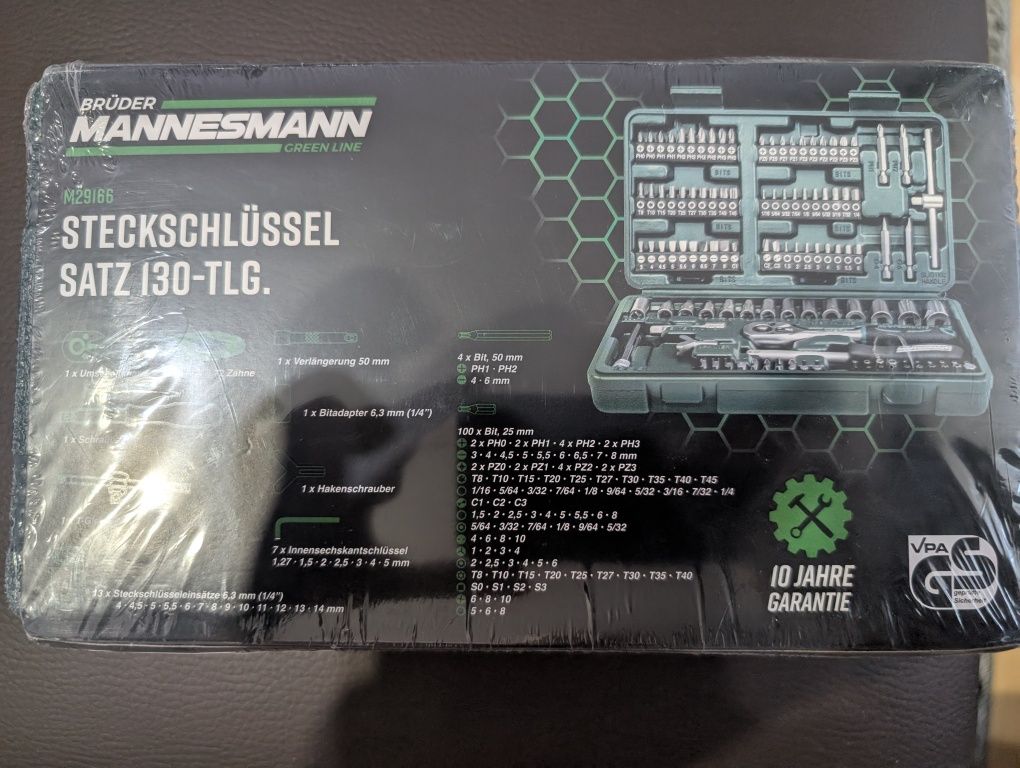 BRÜDER
MANNESMANN
GREEN LINE
M29166
STECKSCHLÜSSEL
SATZ 130-TLG.
72 Zähne
1 x Verlängerung 50 mm
1 x Bitadapter 6,3 mm (1/4")
1 x Hakenschrauber
7 x Innensechskantschlüssel
1,27 • 1,5 • 2 • 2,5 • 3 • 4 • 5 mm
13 x Steckschlüsseleinsätze 6,3 mm (1/4")
4 • 4,5 • 5 • 5,5 • 6 • 7 • 8 • 9 • 10 • 11 • 12 • 13 • 14 mm
4 x Bit, 50 mm
PH1 • PH2
4 • 6 mm
100 x Bit, 25 mm
2 x PH0 • 2 x PH1 • 4 x PH2 • 2 x PH3
3 • 4 • 4,5 • 5 • 5,5 • 6 • 6,5 • 7 • 8 mm
2 x PZ0 • 2 x PZ1 • 4 x PZ2 • 2 x PZ3
T8 • T10 • T15 • T20 • T25 • T27 • T30 • T35 • T40 • T45
1/16 • 5/64 • 3/32 • 7/64 • 1/8 • 9/64 • 5/32 • 3/16 • 7/32 • 1/4
C1 • C2 • C3
1,5 • 2 • 2,5 • 3 • 4 • 5 • 5,5 • 6 • 8
5/64 • 3/32 • 7/64 • 1/8 • 9/64 • 5/32
4 • 6 • 8 • 10
1 • 2 • 3 • 4
2 • 2,5 • 3 • 4 • 5 • 6
T8 • T10 • T15 • T20 • T25 • T27 • T30 • T35 • T40
S0 • S1 • S2 • S3
6 • 8 • 10
5 • 6 • 8
BITS
BITS
BITS
BITS
10 JAHRE
GARANTIE
VPA
GS
geprüfte
Sicherheit